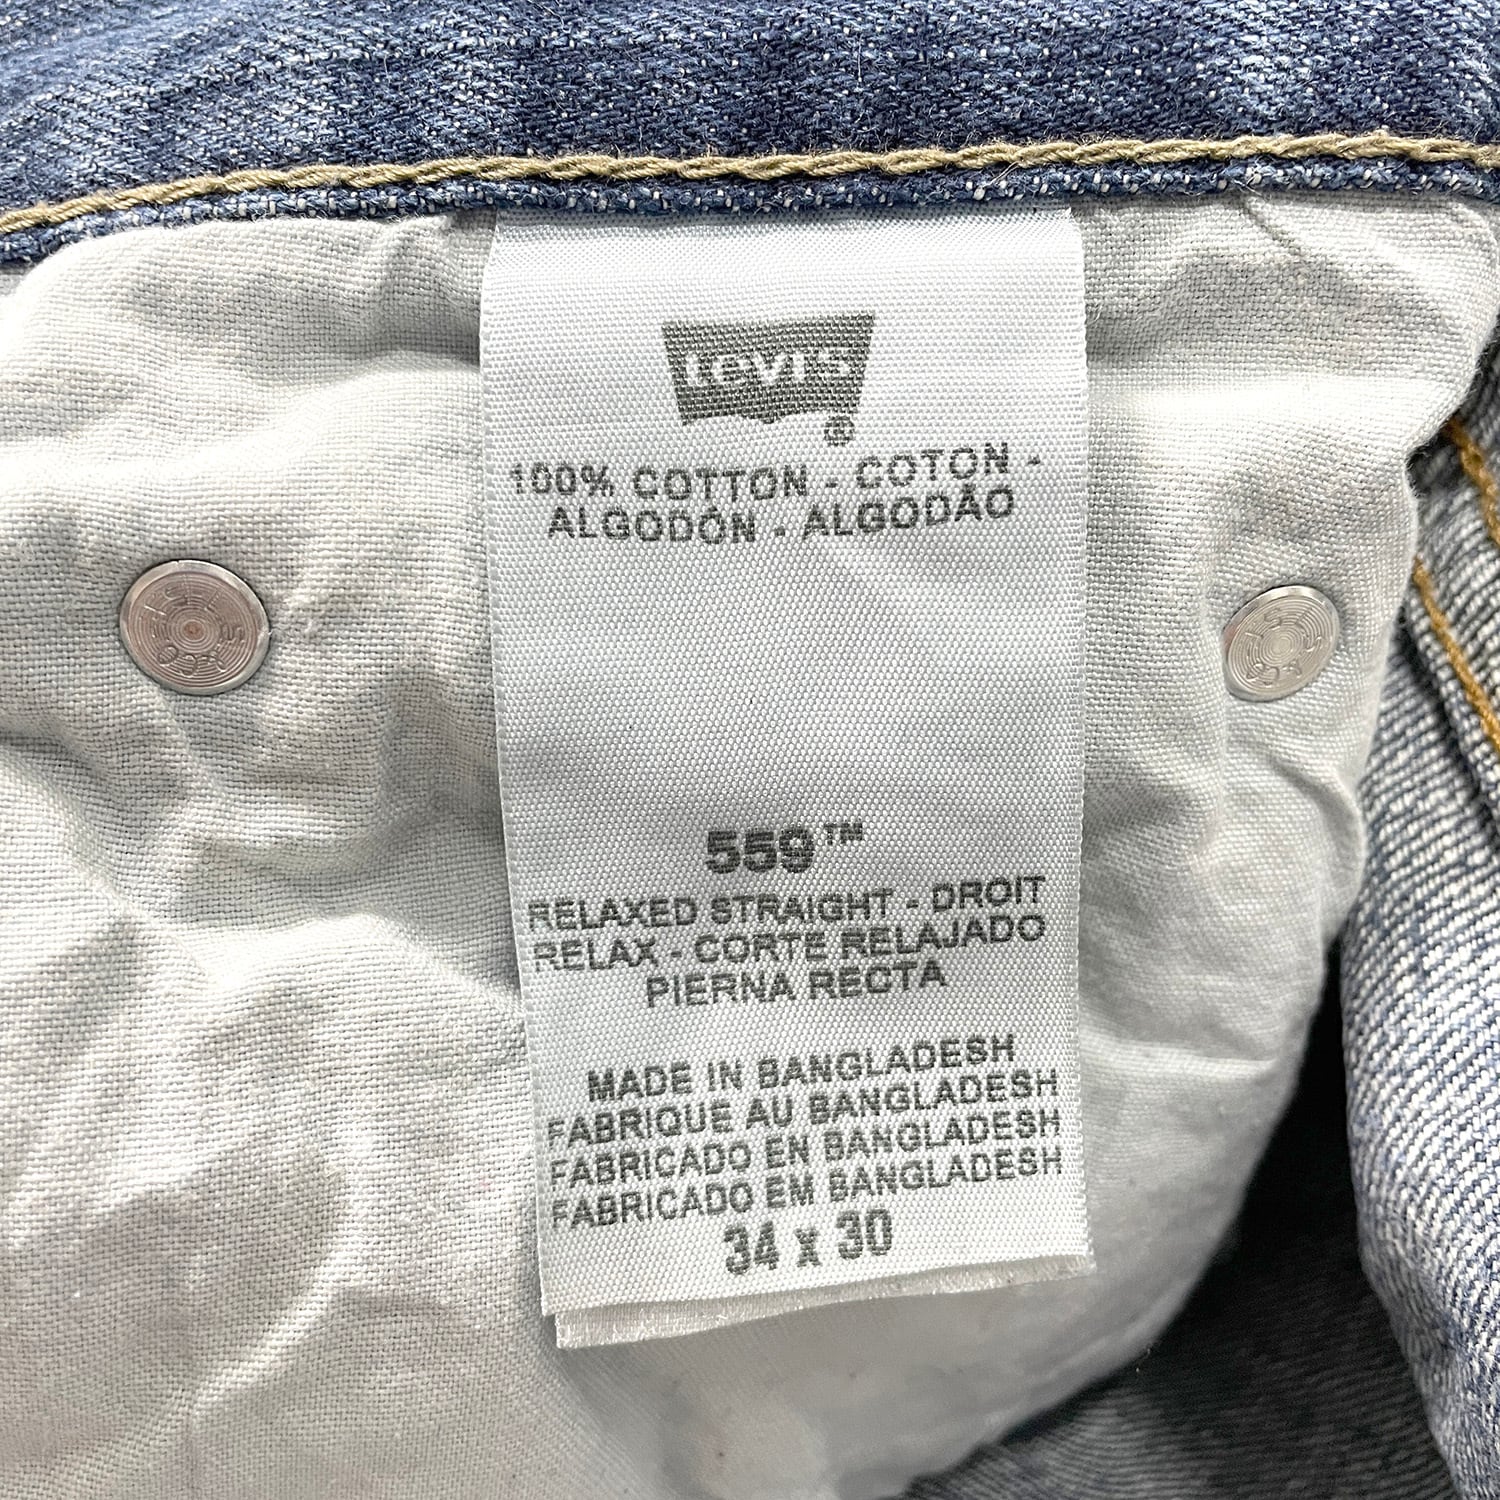 Levi's
®
100% COTTON - COTON -
ALGODÓN - ALGODÃO
559™
RELAXED STRAIGHT - DROIT
RELAX - CORTE RELAJADO
PIERNA RECTA
MADE IN BANGLADESH
FABRIQUE AU BANGLADESH
FABRICADO EN BANGLADESH
FABRICADO EM BANGLADESH
34 x 30